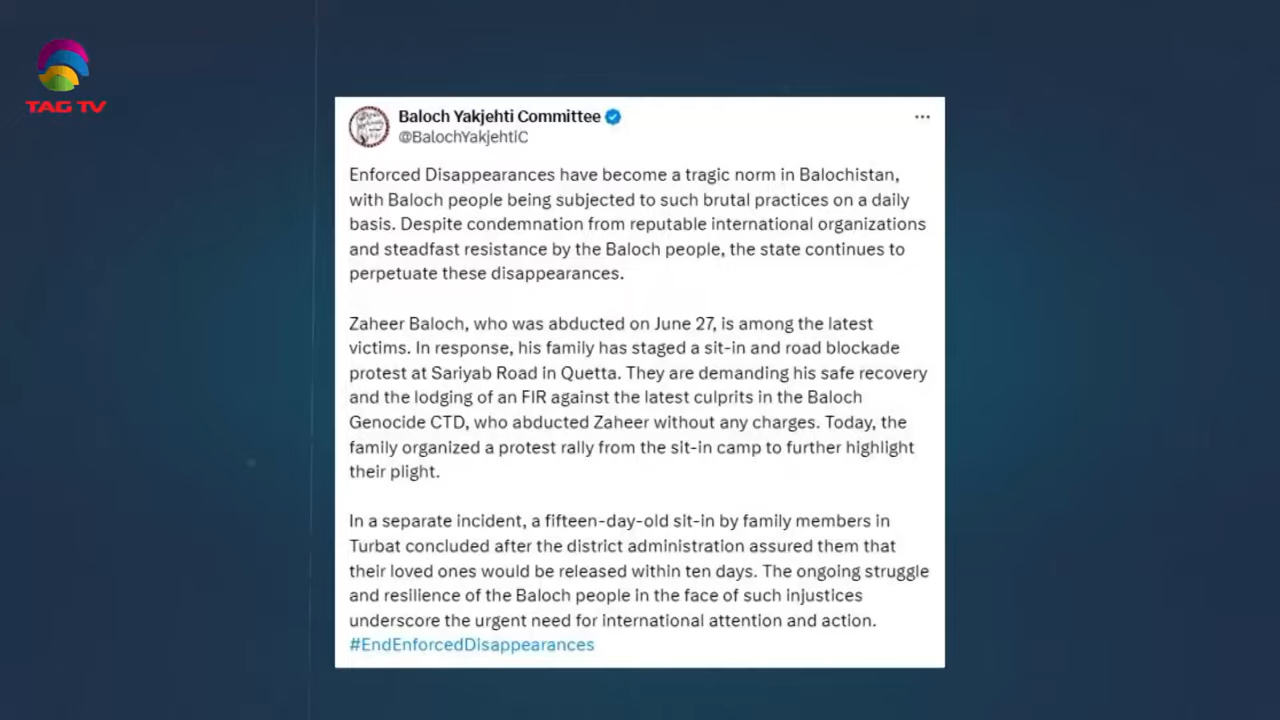 TAG TV
Baloch Yakjehti Committee
@BalochYakjehtiC
Enforced Disappearances have become a tragic norm in Balochistan,
with Baloch people being subjected to such brutal practices on a daily
basis. Despite condemnation from reputable international organizations
and steadfast resistance by the Baloch people, the state continues to
perpetuate these disappearances.
Zaheer Baloch, who was abducted on June 27, is among the latest
victims. In response, his family has staged a sit-in and road blockade
protest at Sariyab Road in Quetta. They are demanding his safe recovery
and the lodging of an FIR against the latest culprits in the Baloch
Genocide CTD, who abducted Zaheer without any charges. Today, the
family organized a protest rally from the sit-in camp to further highlight
their plight.
In a separate incident, a fifteen-day-old sit-in by family members in
Turbat concluded after the district administration assured them that
their loved ones would be released within ten days. The ongoing struggle
and resilience of the Baloch people in the face of such injustices
underscore the urgent need for international attention and action.
#EndEnforcedDisappearances